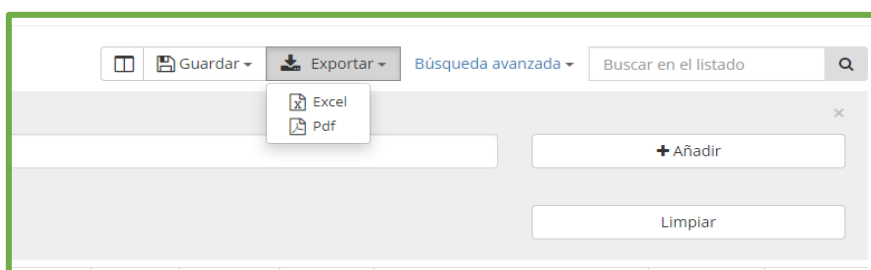 Guardar
Exportar
Búsqueda avanzada
Buscar en el listado
Excel
Pdf
Añadir
Limpiar